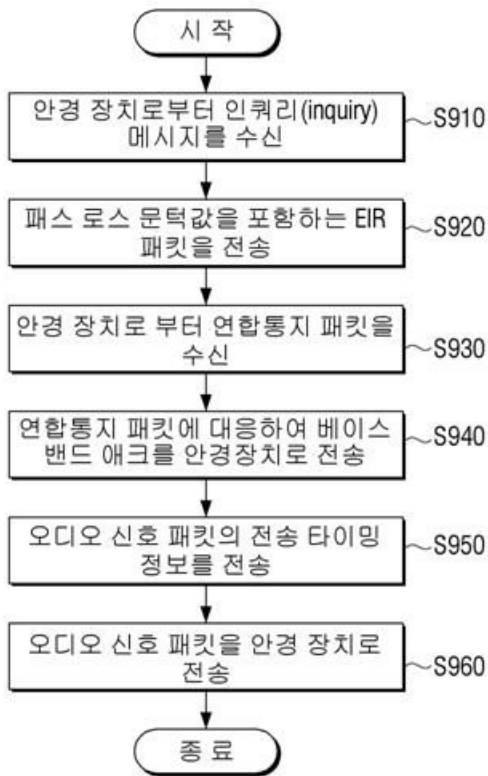 시 작
안경 장치로부터 인쿼리(inquiry)
메시지를 수신
S910
패스 로스 문턱값을 포함하는 EIR
패킷을 전송
S920
안경 장치로 부터 연합통지 패킷을
수신
S930
연합통지 패킷에 대응하여 베이스
밴드 애크를 안경장치로 전송
S940
오디오 신호 패킷의 전송 타이밍
정보를 전송
S950
오디오 신호 패킷을 안경 장치로
전송
S960
종 료